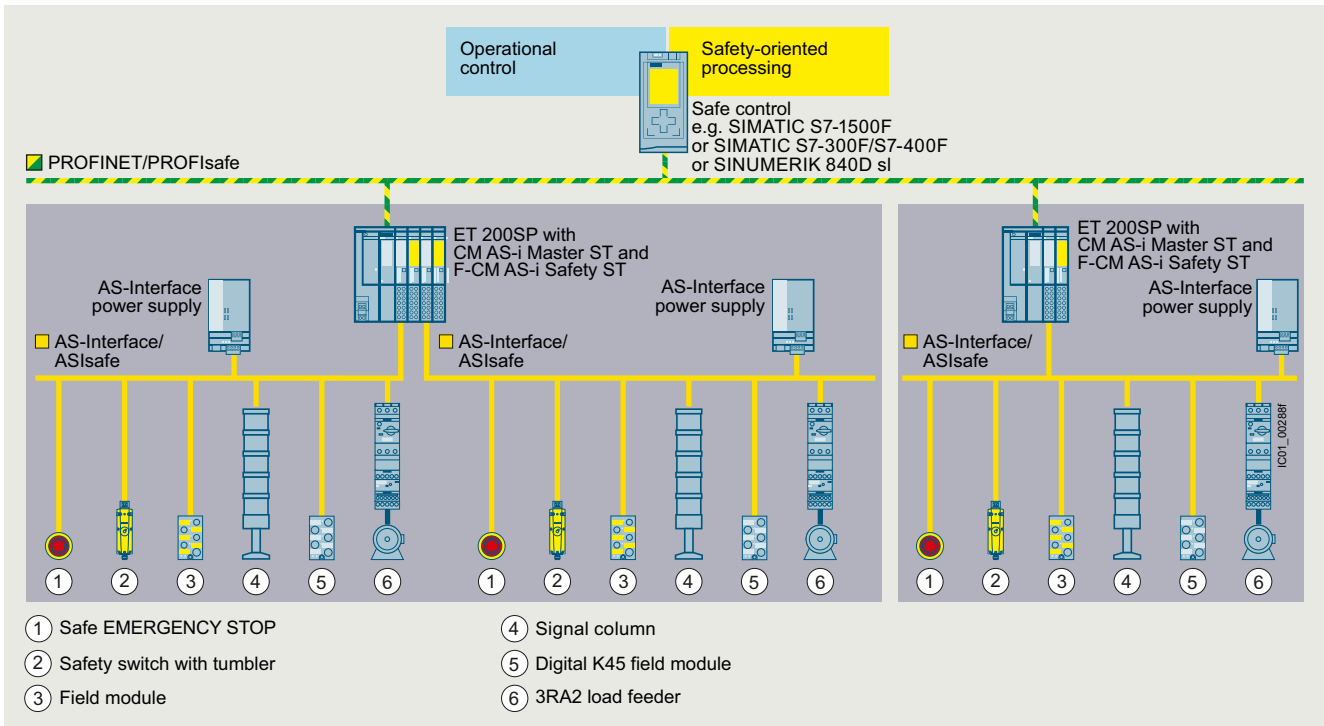 Operational
control
Safety-oriented
processing
Safe control
e.g. SIMATIC S7-1500F
or SIMATIC S7-300F/S7-400F
or SINUMERIK 840D sl
PROFINET/PROFIsafe
ET 200SP with
CM AS-i Master ST and
F-CM AS-i Safety ST
AS-Interface
power supply
AS-Interface/
ASIsafe
AS-Interface
power supply
AS-Interface/
ASIsafe
ET 200SP with
CM AS-i Master ST and
F-CM AS-i Safety ST
AS-Interface
power supply
AS-Interface/
ASIsafe
IC01_00288f
1 2 3 4 5 6
1 2 3 4 5 6
1 2 3 4 5 6
1 Safe EMERGENCY STOP
2 Safety switch with tumbler
3 Field module
4 Signal column
5 Digital K45 field module
6 3RA2 load feeder